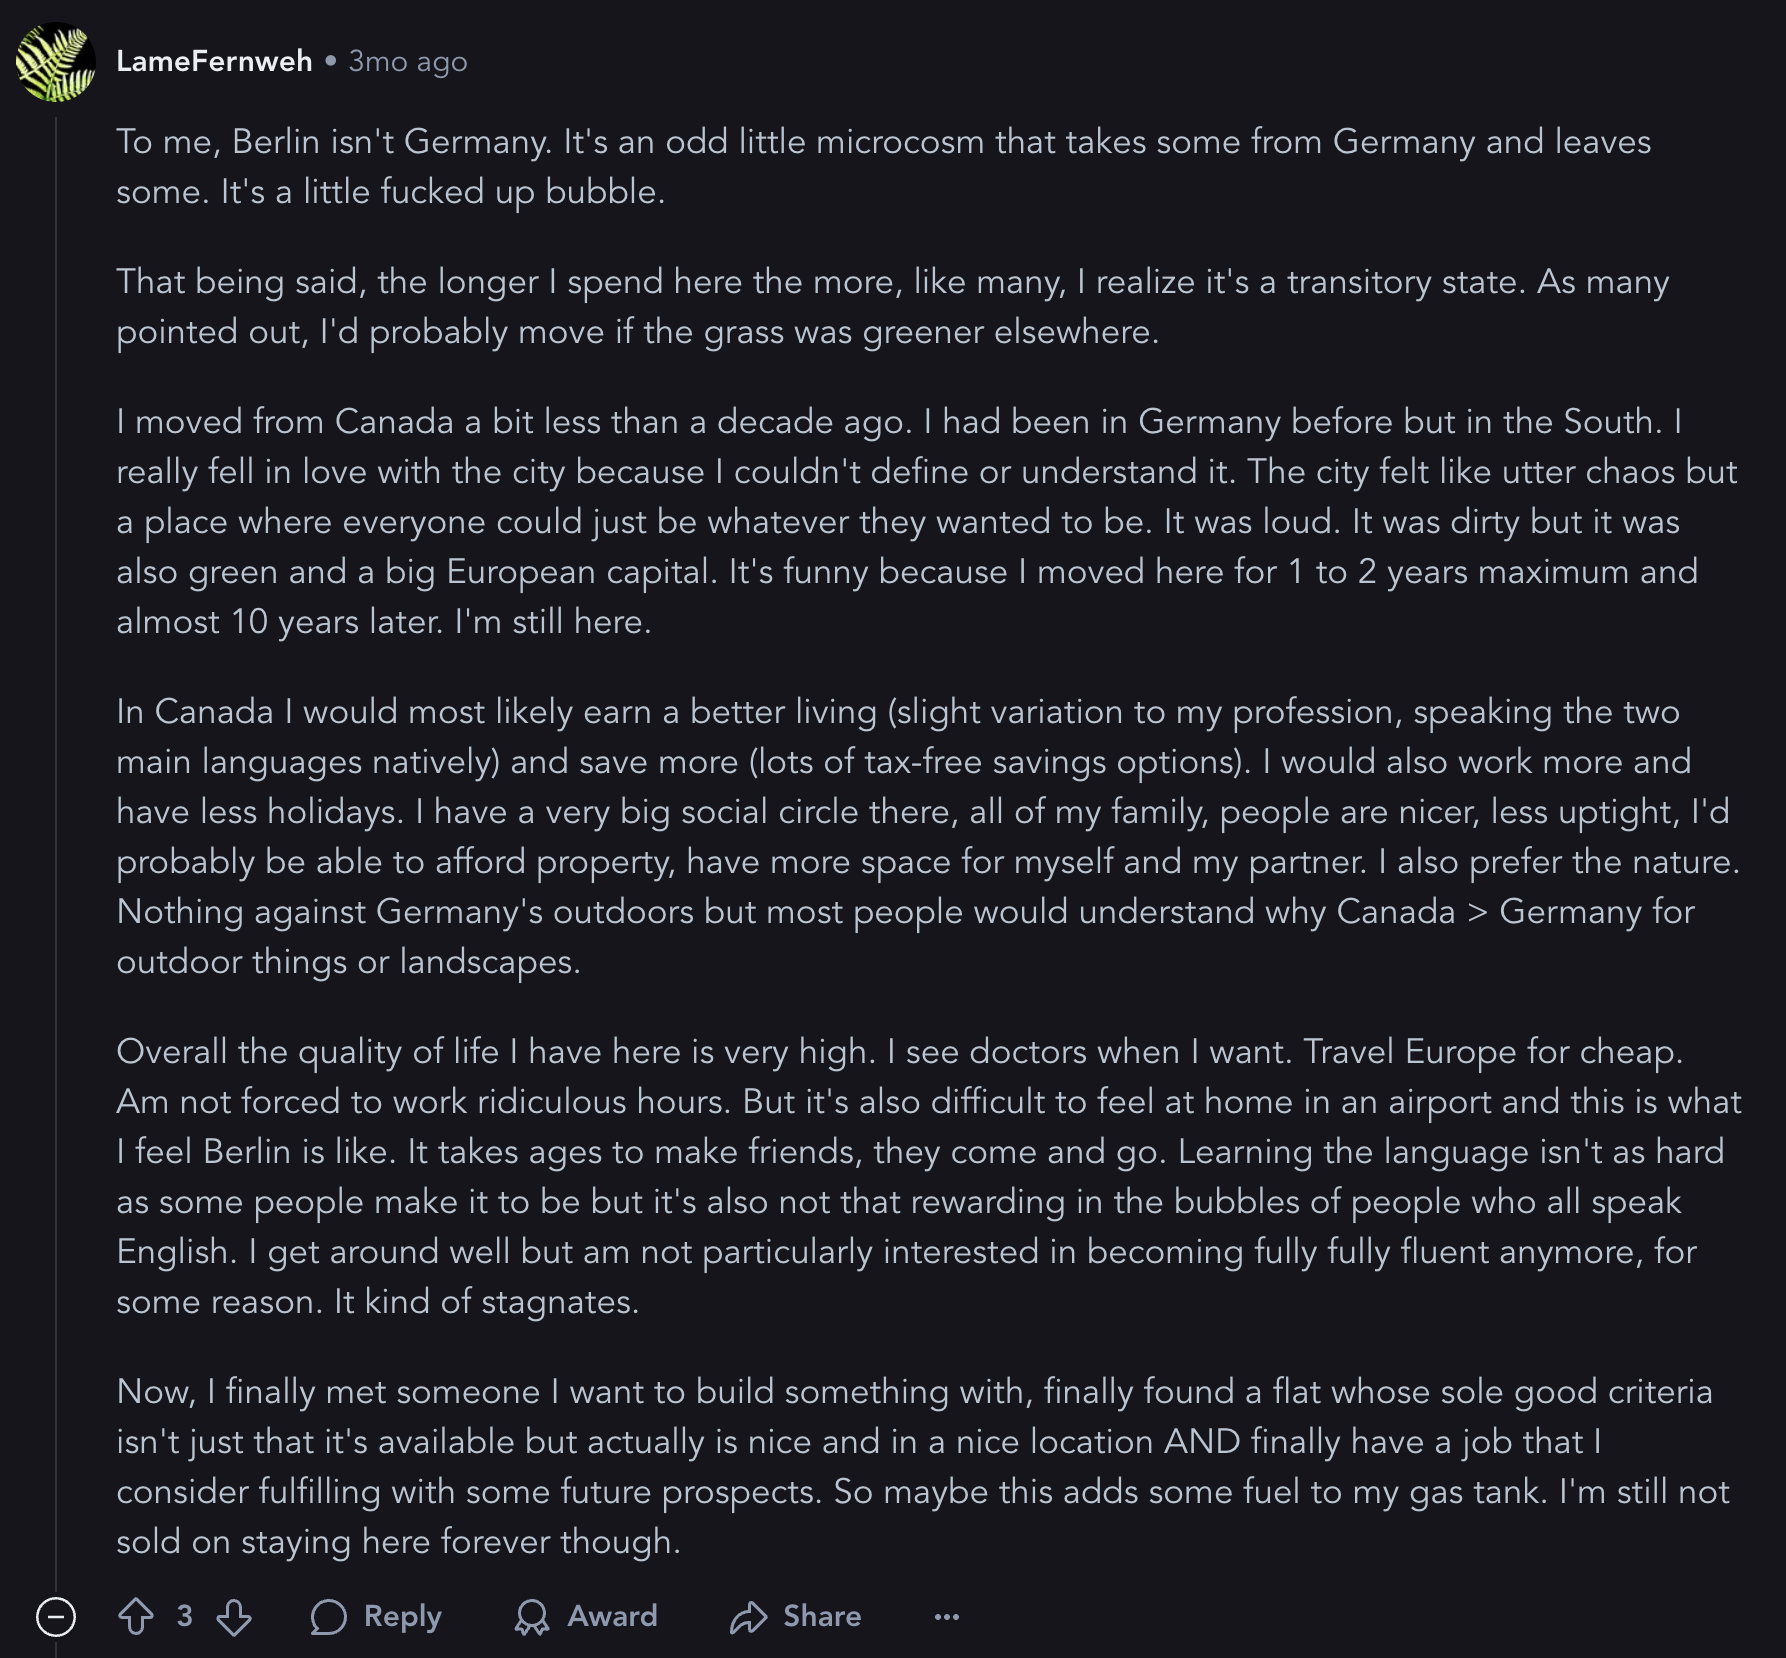 LameFernweh • 3mo ago
To me, Berlin isn't Germany. It's an odd little microcosm that takes some from Germany and leaves
some. It's a little fucked up bubble.
That being said, the longer I spend here the more, like many, I realize it's a transitory state. As many
pointed out, I'd probably move if the grass was greener elsewhere.
I moved from Canada a bit less than a decade ago. I had been in Germany before but in the South. I
really fell in love with the city because I couldn't define or understand it. The city felt like utter chaos but
a place where everyone could just be whatever they wanted to be. It was loud. It was dirty but it was
also green and a big European capital. It's funny because I moved here for 1 to 2 years maximum and
almost 10 years later. I'm still here.
In Canada I would most likely earn a better living (slight variation to my profession, speaking the two
main languages natively) and save more (lots of tax-free savings options). I would also work more and
have less holidays. I have a very big social circle there, all of my family, people are nicer, less uptight, I'd
probably be able to afford property, have more space for myself and my partner. I also prefer the nature.
Nothing against Germany's outdoors but most people would understand why Canada > Germany for
outdoor things or landscapes.
Overall the quality of life I have here is very high. I see doctors when I want. Travel Europe for cheap.
Am not forced to work ridiculous hours. But it's also difficult to feel at home in an airport and this is what
I feel Berlin is like. It takes ages to make friends, they come and go. Learning the language isn't as hard
as some people make it to be but it's also not that rewarding in the bubbles of people who all speak
English. I get around well but am not particularly interested in becoming fully fully fluent anymore, for
some reason. It kind of stagnates.
Now, I finally met someone I want to build something with, finally found a flat whose sole good criteria
isn't just that it's available but actually is nice and in a nice location AND finally have a job that I
consider fulfilling with some future prospects. So maybe this adds some fuel to my gas tank. I'm still not
sold on staying here forever though.
3 Reply Award Share ...